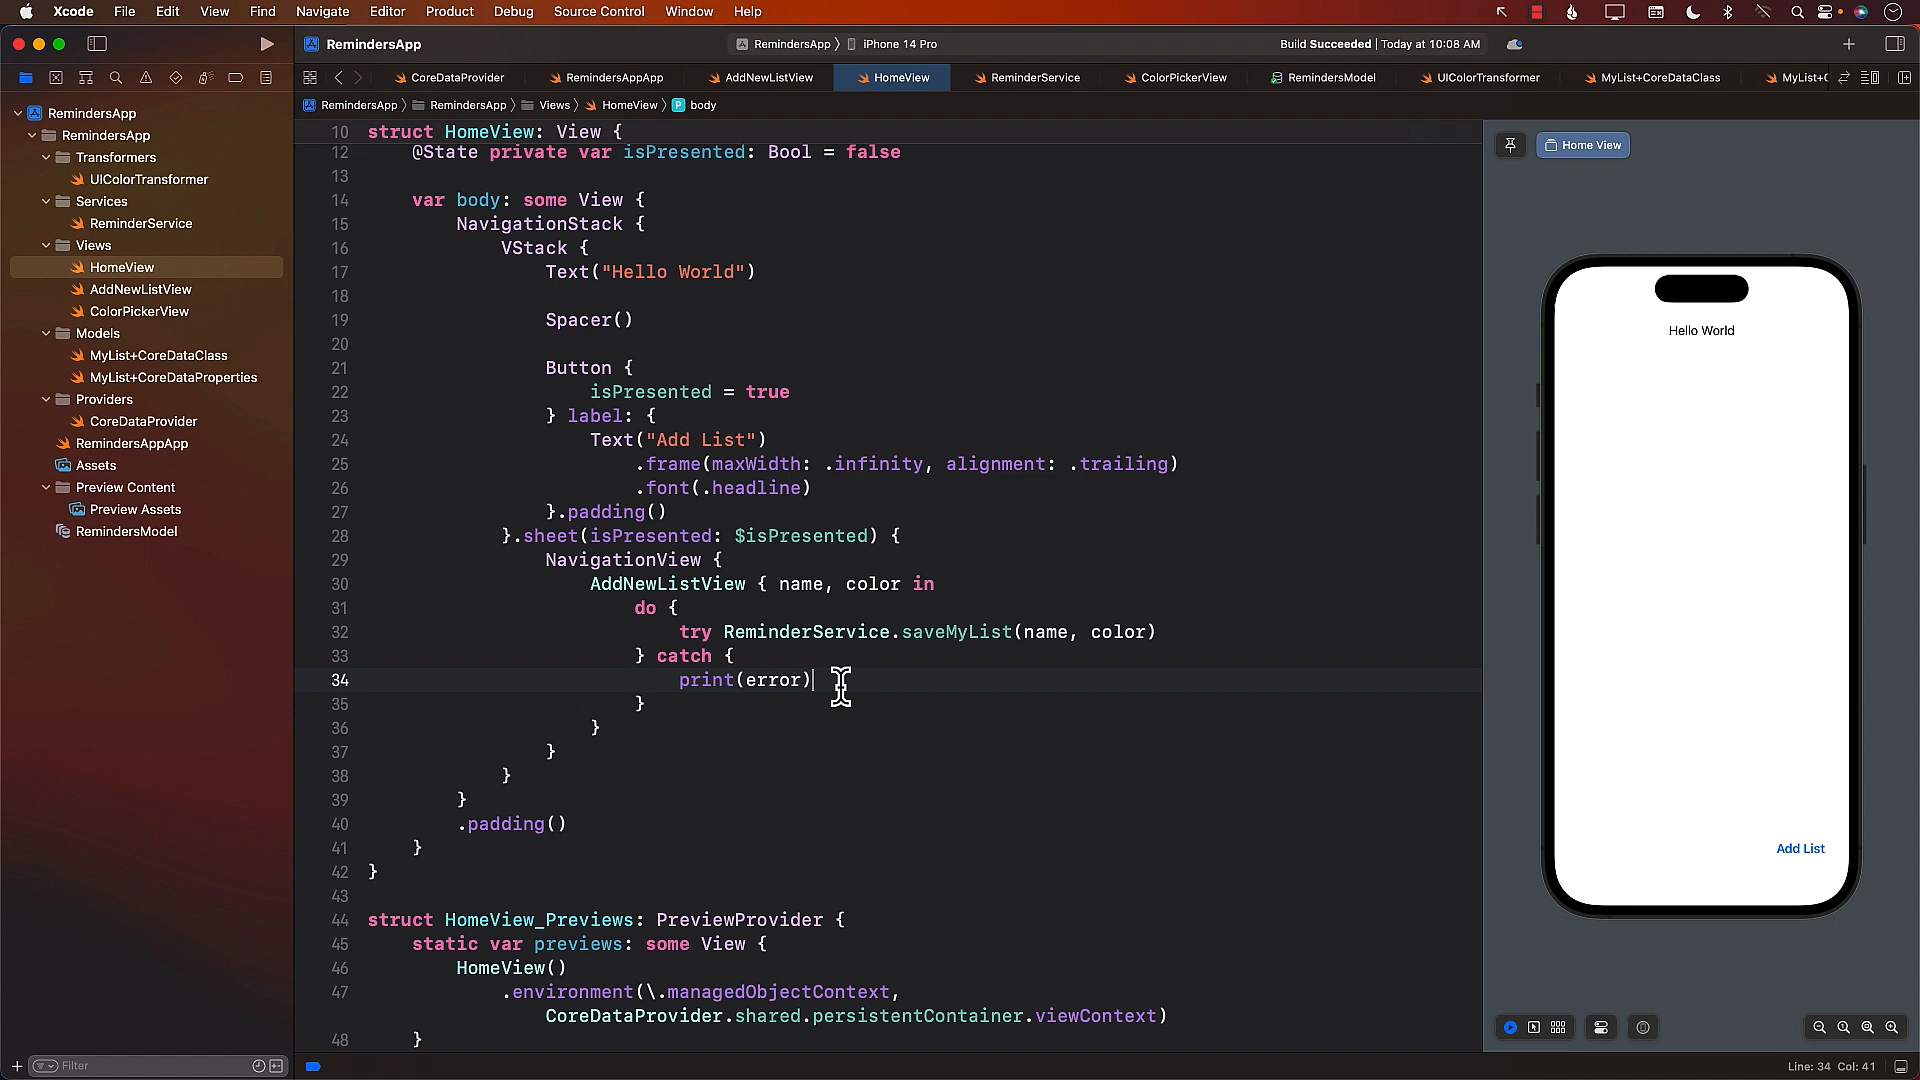 Xcode File Edit View Find Navigate Editor Product Debug Source Control Window Help
RemindersApp
RemindersApp 〉 iPhone 14 Pro
Build Succeeded | Today at 10:08 AM
CoreDataProvider RemindersAppApp AddNewListView HomeView ReminderService ColorPickerView RemindersModel UIColorTransformer MyList+CoreDataClass MyList+C
RemindersApp 〉 RemindersApp 〉 Views 〉 HomeView 〉 P body
RemindersApp
RemindersApp
Transformers
UIColorTransformer
Services
ReminderService
Views
HomeView
AddNewListView
ColorPickerView
Models
MyList+CoreDataClass
MyList+CoreDataProperties
Providers
CoreDataProvider
RemindersAppApp
Assets
Preview Content
Preview Assets
RemindersModel
Filter
10 struct HomeView: View {
12 @State private var isPresented: Bool = false
13
14 var body: some View {
15 NavigationStack {
16 VStack {
17 Text("Hello World")
18
19 Spacer()
20
21 Button {
22 isPresented = true
23 } label: {
24 Text("Add List")
25 .frame(maxWidth: .infinity, alignment: .trailing)
26 .font(.headline)
27 }.padding()
28 }.sheet(isPresented: $isPresented) {
29 NavigationView {
30 AddNewListView { name, color in
31 do {
32 try ReminderService.saveMyList(name, color)
33 } catch {
34 print(error)
35 }
36 }
37 }
38 }
39 }
40 .padding()
41 }
42 }
43
44 struct HomeView_Previews: PreviewProvider {
45 static var previews: some View {
46 HomeView()
47 .environment(\.managedObjectContext,
CoreDataProvider.shared.persistentContainer.viewContext)
48 }
Home View
Hello World
Add List
Line: 34 Col: 41